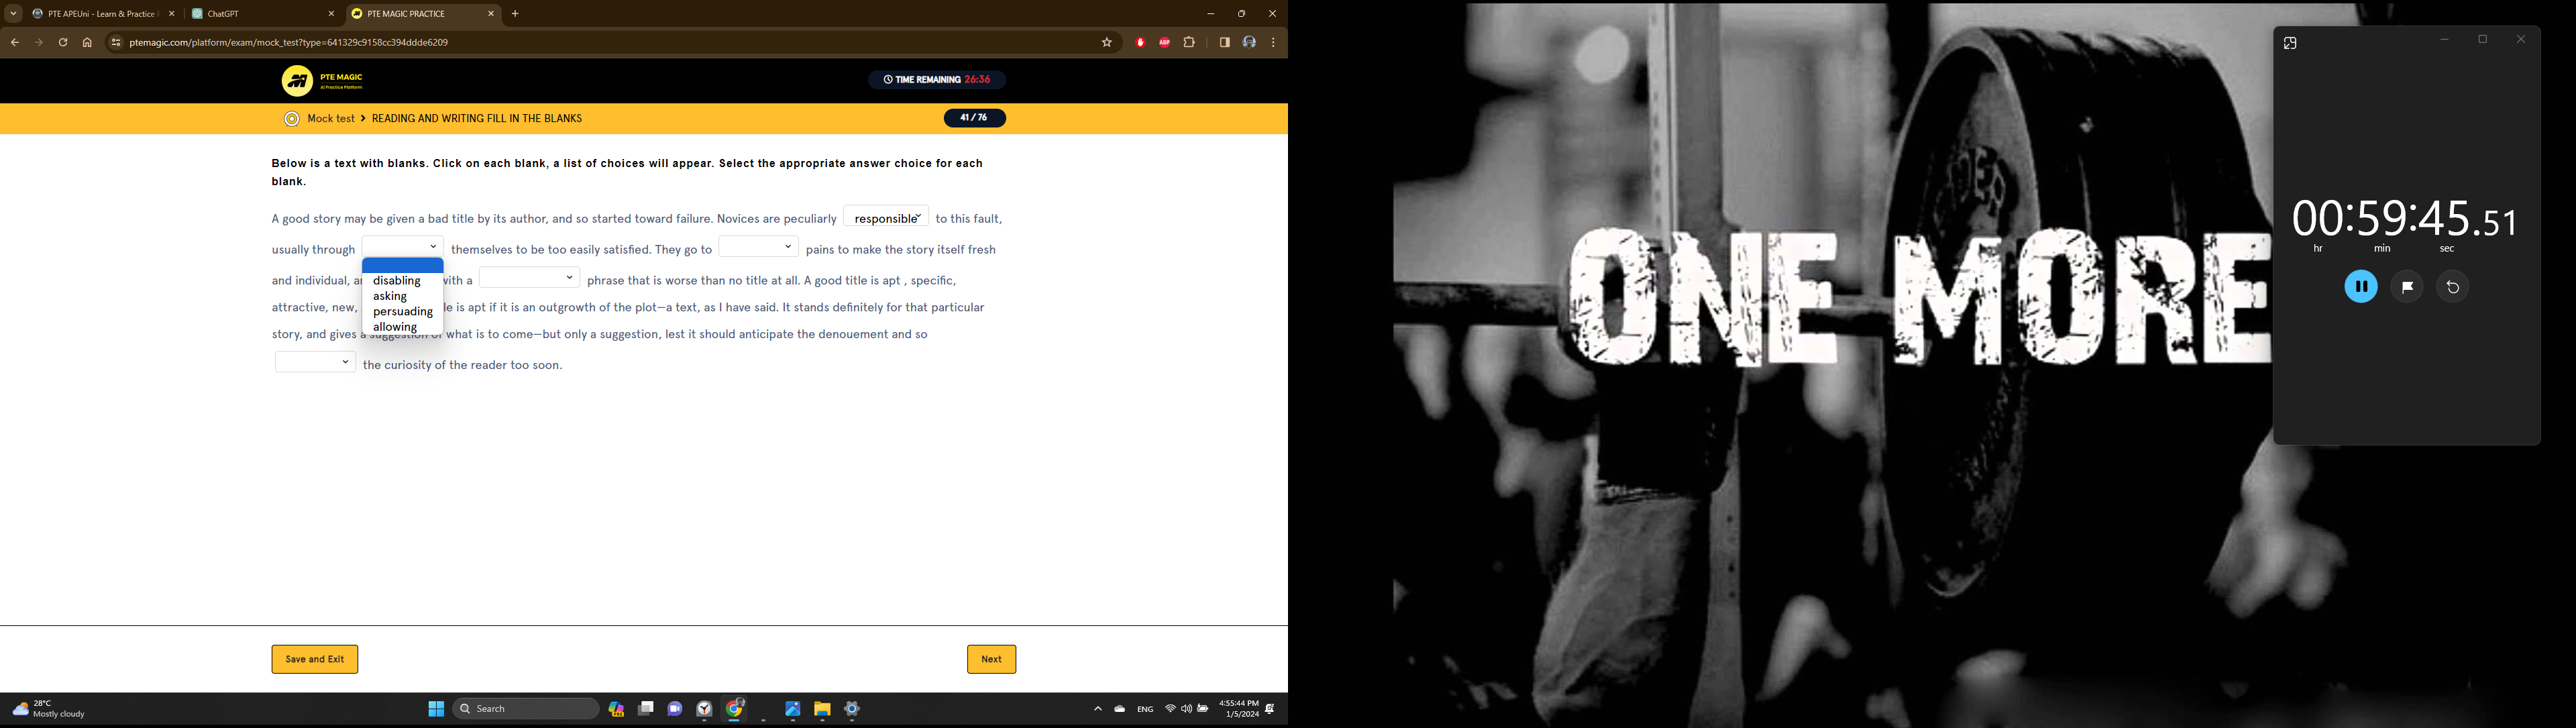 PTE APEUni - Learn & Practice
ChatGPT
PTE MAGIC PRACTICE
ptemagic.com/platform/exam/mock_test?type=641329c9158cc394ddde6209
ABP
PTE MAGIC
AI Practice Platform
TIME REMAINING 26:36
Mock test > READING AND WRITING FILL IN THE BLANKS
41 / 76
Below is a text with blanks. Click on each blank, a list of choices will appear. Select the appropriate answer choice for each
blank.
A good story may be given a bad title by its author, and so started toward failure. Novices are peculiarly responsible to this fault,
usually through themselves to be too easily satisfied. They go to pains to make the story itself fresh
and individual, with a phrase that is worse than no title at all. A good title is apt , specific,
attractive, new, is apt if it is an outgrowth of the plot—a text, as I have said. It stands definitely for that particular
story, and gives a suggestion of what is to come—but only a suggestion, lest it should anticipate the denouement and so
the curiosity of the reader too soon.
disabling
asking
persuading
allowing
Save and Exit
Next
28°C
Mostly cloudy
Search
ENG
4:55:44 PM
1/5/2024
ONE MORE
00:59:45.51
hr
min
sec